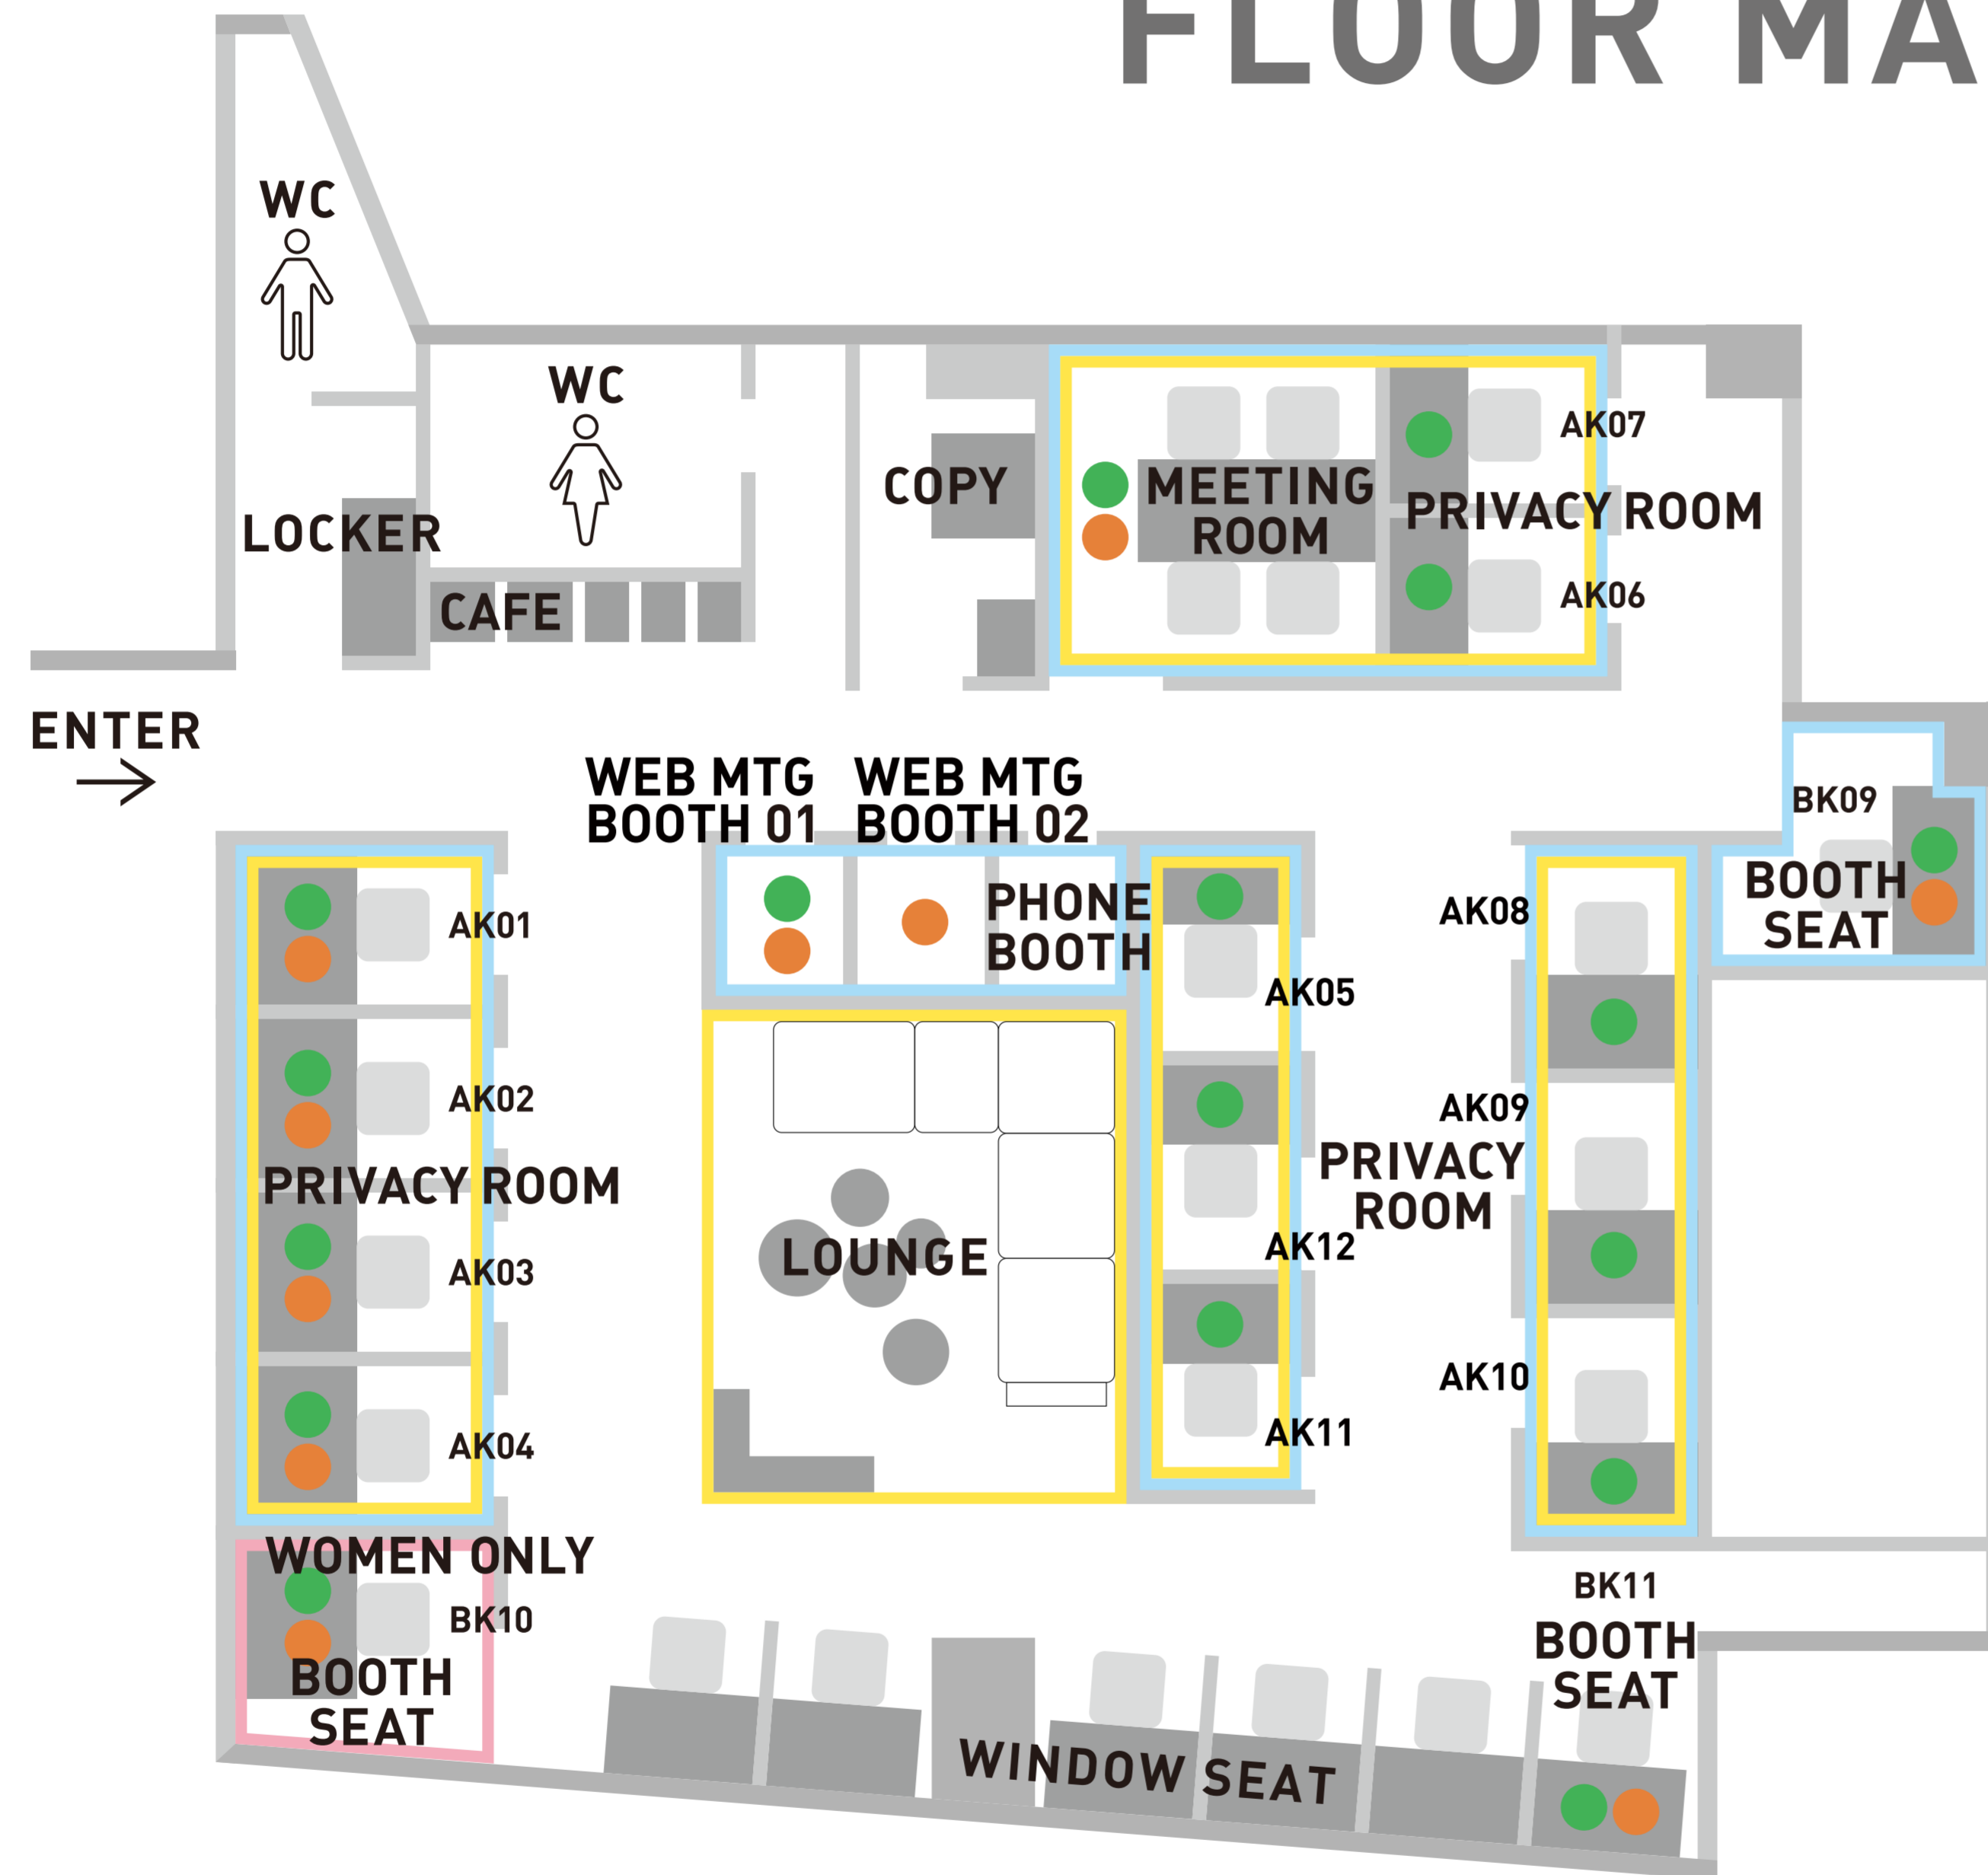 FLOOR MA
WC
WC
LOCKER
CAFE
COPY
MEETING
ROOM
AK07
PRIVACY ROOM
AK06
ENTER
WEB MTG
BOOTH 01
WEB MTG
BOOTH 02
PHONE
BOOTH
BK09
BOOTH
SEAT
AK01
AK02
PRIVACY ROOM
AK03
AK04
LOUNGE
AK05
AK12
AK11
PRIVACY
ROOM
AK08
AK09
AK10
WOMEN ONLY
BK10
BOOTH
SEAT
WINDOW SEAT
BK11
BOOTH
SEAT